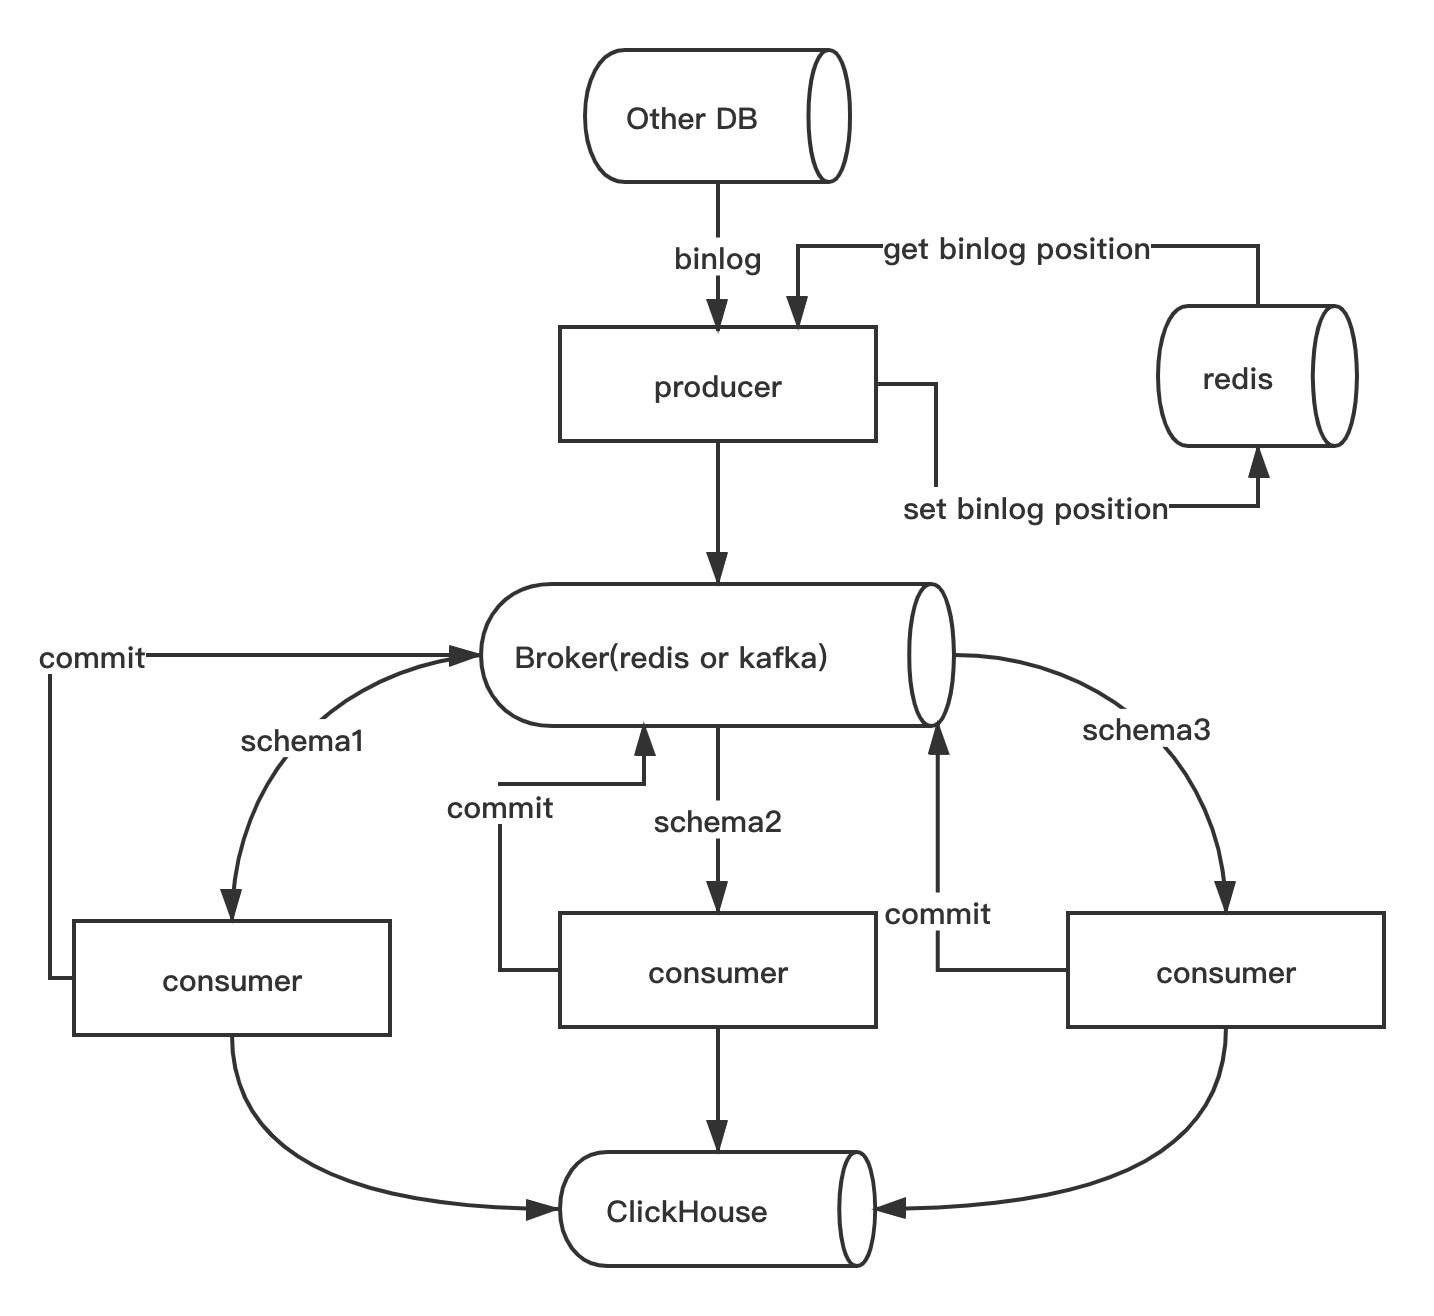 Other DB
binlog
get binlog position
redis
producer
set binlog position
Broker(redis or kafka)
commit
schema1
schema3
commit
schema2
commit
consumer
consumer
consumer
ClickHouse